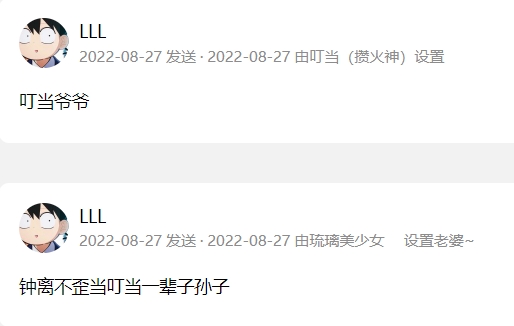 LLL
2022-08-27 发送 · 2022-08-27 由叮当（攒火神）设置
叮当爷爷
LLL
2022-08-27 发送 · 2022-08-27 由琉璃美少女 设置老婆~
钟离不歪当叮当一辈子孙子